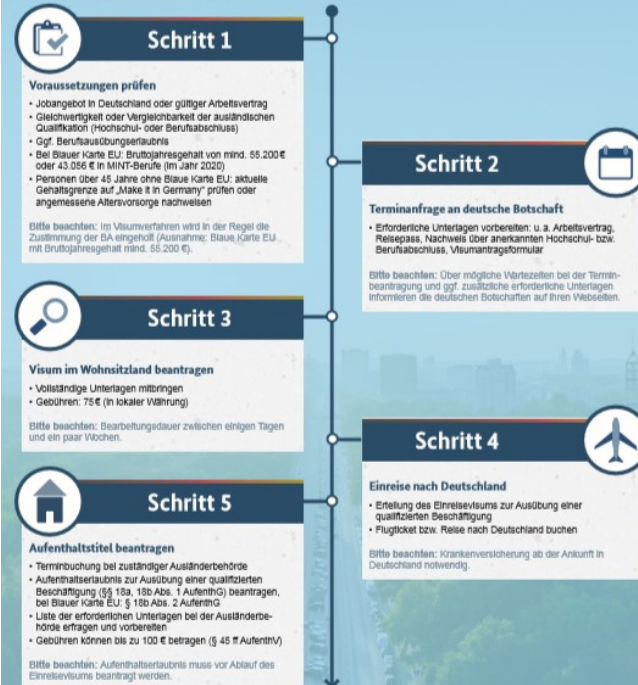 Schritt 1
Voraussetzungen prüfen
• Jobangebot in Deutschland oder gültiger Arbeitsvertrag
• Gleichwertigkeit oder Vergleichbarkeit der ausländischen
Qualifikation (Hochschul- oder Berufsabschluss)
• Ggf. Berufsausübungserlaubnis
• Bei Blauer Karte EU: Bruttojahresgehalt von mind. 55.200 €
oder 43.056 € in MINT-Berufe (im Jahr 2020)
• Personen über 45 Jahre ohne Blaue Karte EU: aktuelle
Gehaltsgrenze auf „Make it in Germany" prüfen oder
angemessene Altersvorsorge nachweisen
Bitte beachten: Im Visumverfahren wird in der Regel die
Zustimmung der BA eingeholt (Ausnahme: Blaue Karte EU
mit Bruttojahresgehalt mind. 55.200 €).
Schritt 2
Terminanfrage an deutsche Botschaft
• Erforderliche Unterlagen vorbereiten: u. a. Arbeitsvertrag,
Reisepass, Nachweis über anerkannten Hochschul- bzw.
Berufsabschluss, Visumantragsformular
Bitte beachten: Über mögliche Wartezeiten bei der Termin-
beantragung und ggf. zusätzliche erforderliche Unterlagen
informieren die deutschen Botschaften auf ihren Webseiten.
Schritt 3
Visum im Wohnsitzland beantragen
• Vollständige Unterlagen mitbringen
• Gebühren: 75 € (in lokaler Währung)
Bitte beachten: Bearbeitungsdauer zwischen einigen Tagen
und ein paar Wochen.
Schritt 4
Einreise nach Deutschland
• Erteilung des Einreisevisums zur Ausübung einer
qualifizierten Beschäftigung
• Flugticket bzw. Reise nach Deutschland buchen
Bitte beachten: Krankenversicherung ab der Ankunft in
Deutschland notwendig.
Schritt 5
Aufenthaltstitel beantragen
• Terminbuchung bei zuständiger Ausländerbehörde
• Aufenthaltserlaubnis zur Ausübung einer qualifizierten
Beschäftigung (§§ 18a, 18b Abs. 1 AufenthG) beantragen,
bei Blauer Karte EU: § 18b Abs. 2 AufenthG
• Liste der erforderlichen Unterlagen bei der Ausländerbe-
hörde erfragen und vorbereiten
• Gebühren können bis zu 100 € betragen (§ 45 ff AufenthV)
Bitte beachten: Aufenthaltserlaubnis muss vor Ablauf des
Einreisevisums beantragt werden.